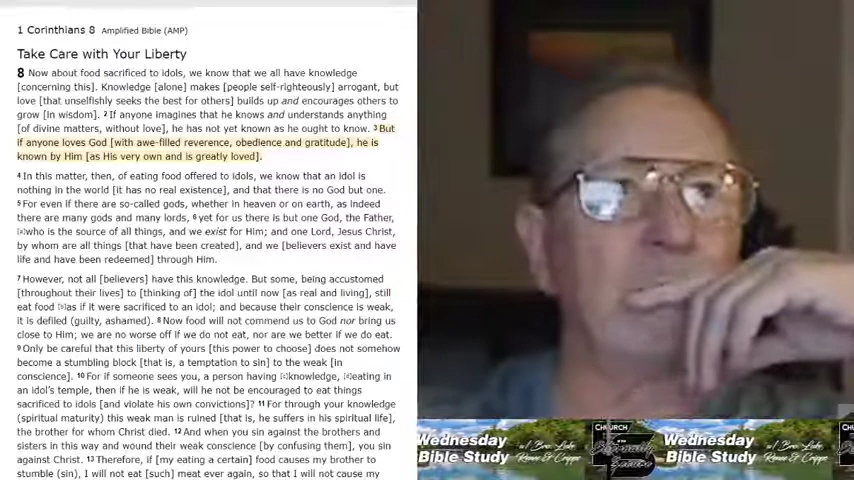 1 Corinthians 8 Amplified Bible (AMP)
Take Care with Your Liberty
8 Now about food sacrificed to idols, we know that we all have knowledge
[concerning this]. Knowledge [alone] makes [people self-righteously] arrogant, but
love [that unselfishly seeks the best for others] builds up and encourages others to
grow [in wisdom]. 2 If anyone imagines that he knows and understands anything
[of divine matters, without love], he has not yet known as he ought to know. 3 But
if anyone loves God [with awe-filled reverence, obedience and gratitude], he is
known by Him [as His very own and is greatly loved].
4 In this matter, then, of eating food offered to idols, we know that an idol is
nothing in the world [it has no real existence], and that there is no God but one.
5 For even if there are so-called gods, whether in heaven or on earth, as indeed
there are many gods and many lords, 6 yet for us there is but one God, the Father,
[a]who is the source of all things, and we exist for Him; and one Lord, Jesus Christ,
by whom are all things [that have been created], and we [believers exist and have
life and have been redeemed] through Him.
7 However, not all [believers] have this knowledge. But some, being accustomed
[throughout their lives] to [thinking of] the idol until now [as real and living], still
eat food [b]as if it were sacrificed to an idol; and because their conscience is weak,
it is defiled (guilty, ashamed). 8 Now food will not commend us to God nor bring us
close to Him; we are no worse off if we do not eat, nor are we better if we do eat.
9 Only be careful that this liberty of yours [this power to choose] does not somehow
become a stumbling block [that is, a temptation to sin] to the weak [in
conscience]. 10 For if someone sees you, a person having [c]knowledge, [d]eating in
an idol's temple, then if he is weak, will he not be encouraged to eat things
sacrificed to idols [and violate his own convictions]? 11 For through your knowledge
(spiritual maturity) this weak man is ruined [that is, he suffers in his spiritual life],
the brother for whom Christ died. 12 And when you sin against the brothers and
sisters in this way and wound their weak conscience [by confusing them], you sin
against Christ. 13 Therefore, if [my eating a certain] food causes my brother to
stumble (sin), I will not eat [such] meat ever again, so that I will not cause my
Wednesday
Bible Study
CHURCH
Wednesday
Bible Study